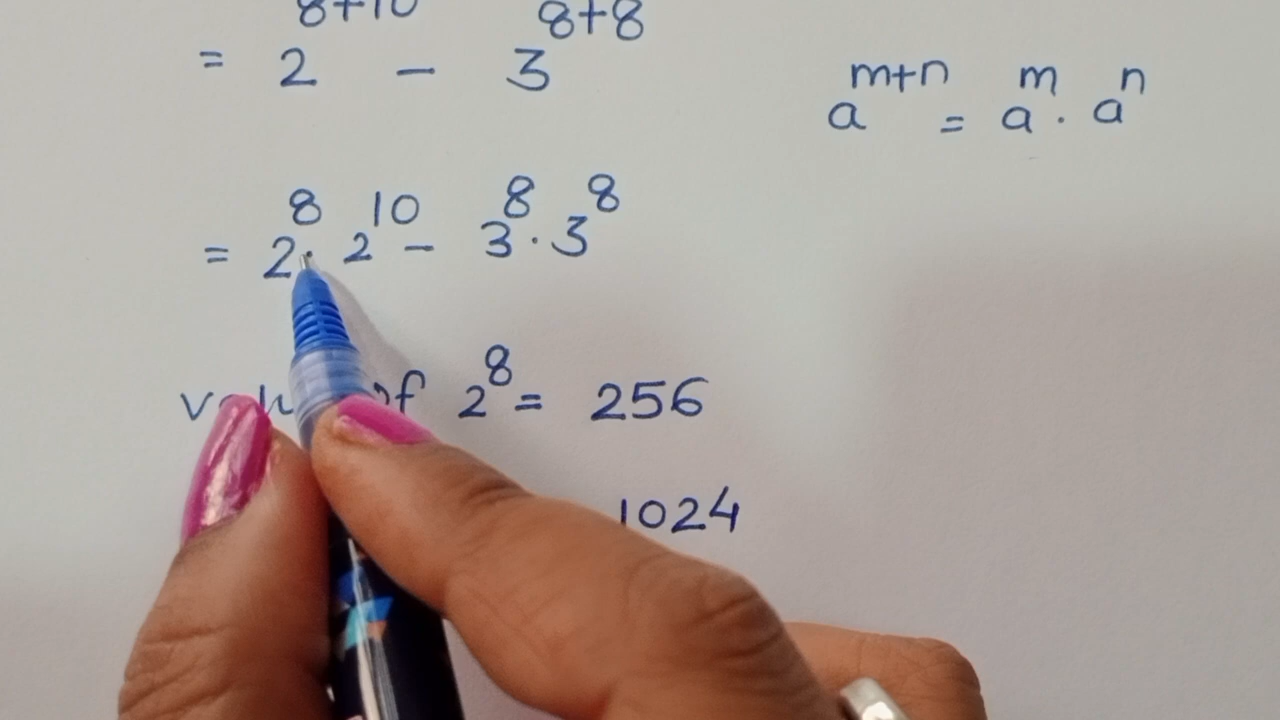 = 2^{8+10} - 3^{8+8}
a^{m+n} = a^m · a^n
= 2^8 · 2^{10} - 3^8 · 3^8
of 2^8 = 256
1024